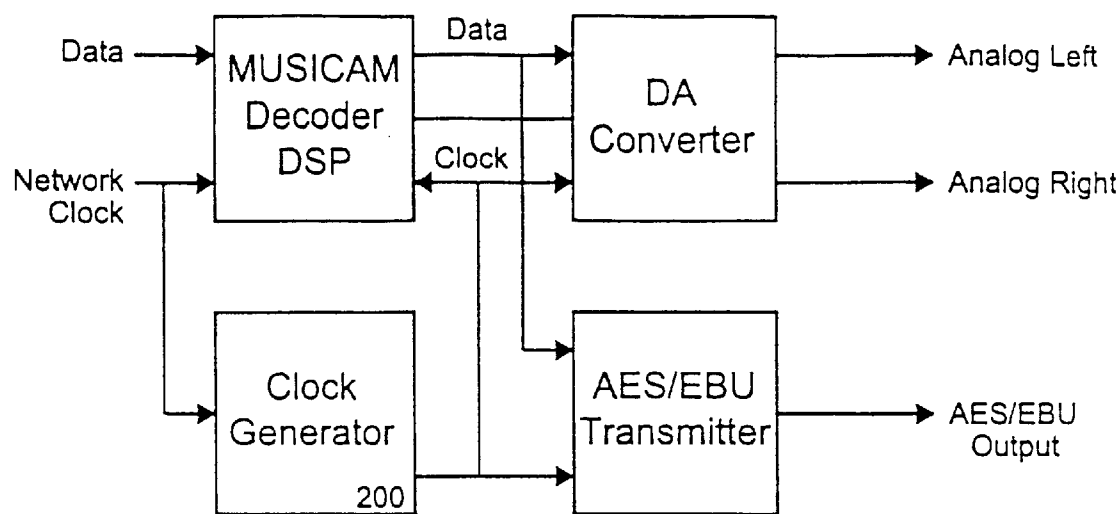 Data
MUSICAM
Decoder
DSP
Data
Clock
DA
Converter
Analog Left
Analog Right
Network
Clock
Clock
Generator
200
AES/EBU
Transmitter
AES/EBU
Output